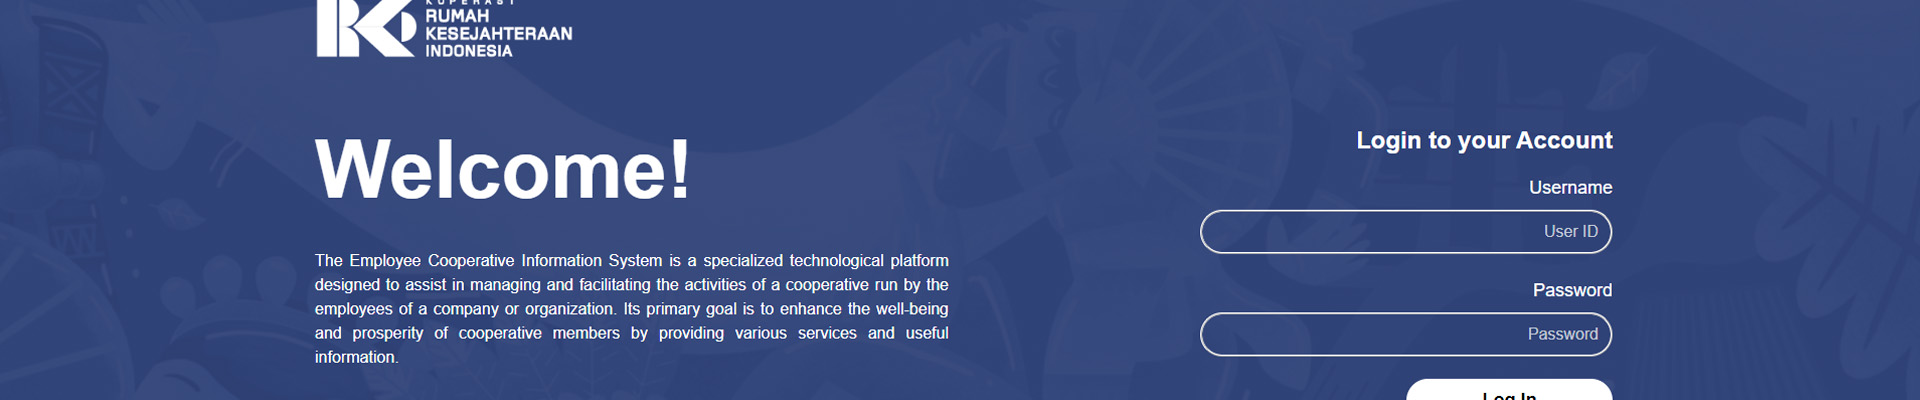 KOPERASI
RUMAH
KESEJAHTERAAN
INDONESIA
Welcome!
The Employee Cooperative Information System is a specialized technological platform
designed to assist in managing and facilitating the activities of a cooperative run by the
employees of a company or organization. Its primary goal is to enhance the well-being
and prosperity of cooperative members by providing various services and useful
information.
Login to your Account
Username
User ID
Password
Password
Log In